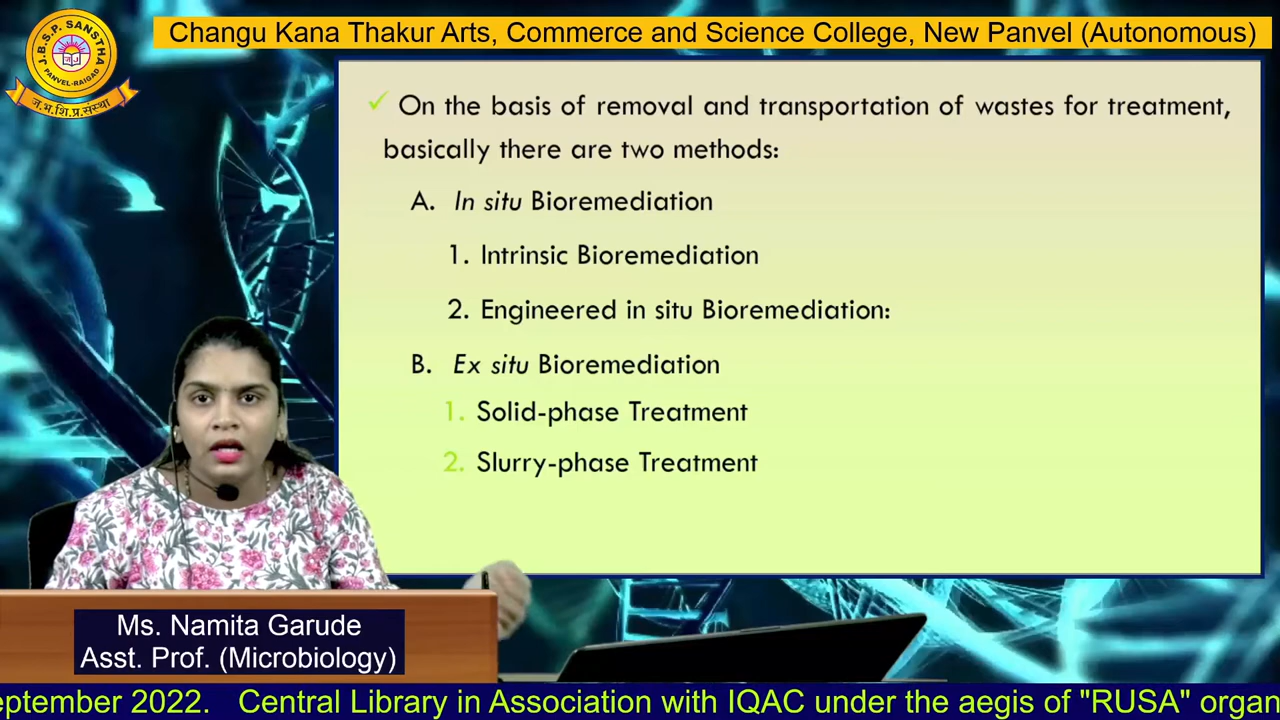 Changu Kana Thakur Arts, Commerce and Science College, New Panvel (Autonomous)
J.B.S.P. SANSTHA
PANVEL-RAIGAD
ज.भ.शि.प्र.संस्था
✓ On the basis of removal and transportation of wastes for treatment,
basically there are two methods:
A. In situ Bioremediation
1. Intrinsic Bioremediation
2. Engineered in situ Bioremediation:
B. Ex situ Bioremediation
1. Solid-phase Treatment
2. Slurry-phase Treatment
Ms. Namita Garude
Asst. Prof. (Microbiology)
eptember 2022. Central Library in Association with IQAC under the aegis of "RUSA" organ